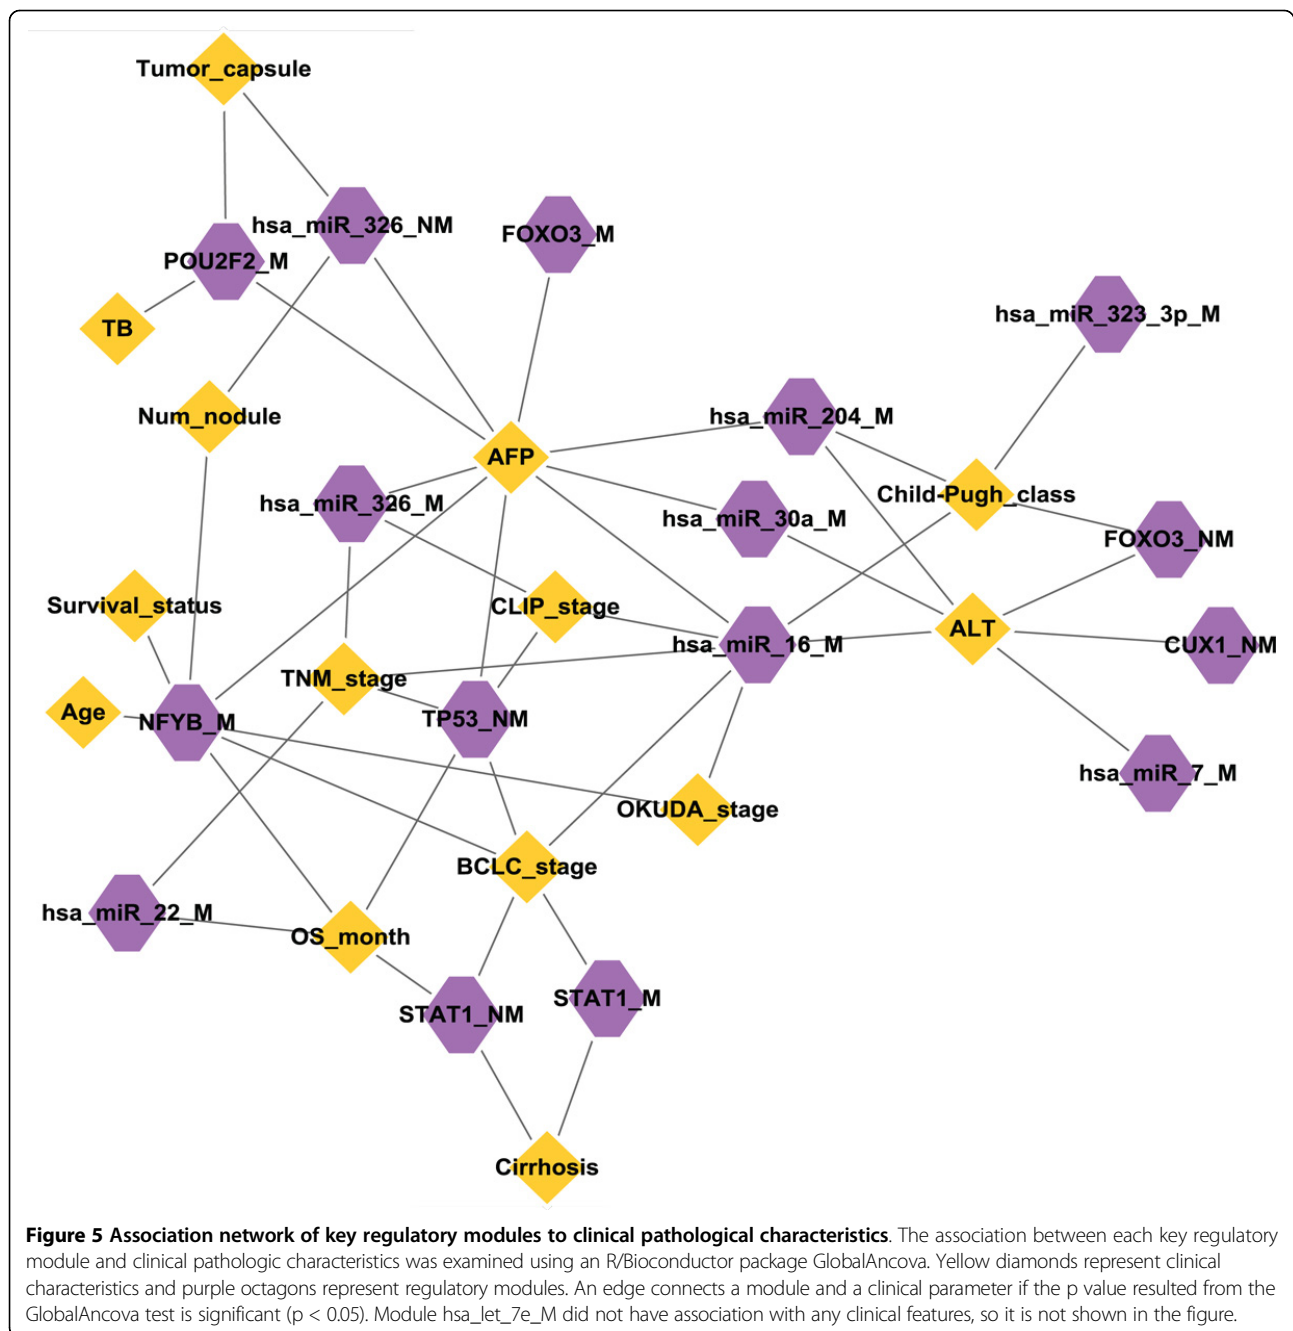 Tumor_capsule
hsa_miR_326_NM
FOXO3_M
POU2F2_M
TB
hsa_miR_323_3p_M
Num_nodule
hsa_miR_204_M
AFP
Child-Pugh_class
hsa_miR_326_M
hsa_miR_30a_M
FOXO3_NM
Survival_status
CLIP_stage
ALT
hsa_miR_16_M
CUX1_NM
TNM_stage
Age
NFYB_M
TP53_NM
hsa_miR_7_M
OKUDA_stage
BCLC_stage
hsa_miR_22_M
OS_month
STAT1_M
STAT1_NM
Cirrhosis
Figure 5 Association network of key regulatory modules to clinical pathological characteristics. The association between each key regulatory
module and clinical pathologic characteristics was examined using an R/Bioconductor package GlobalAncova. Yellow diamonds represent clinical
characteristics and purple octagons represent regulatory modules. An edge connects a module and a clinical parameter if the p value resulted from the
GlobalAncova test is significant (p < 0.05). Module hsa_let_7e_M did not have association with any clinical features, so it is not shown in the figure.